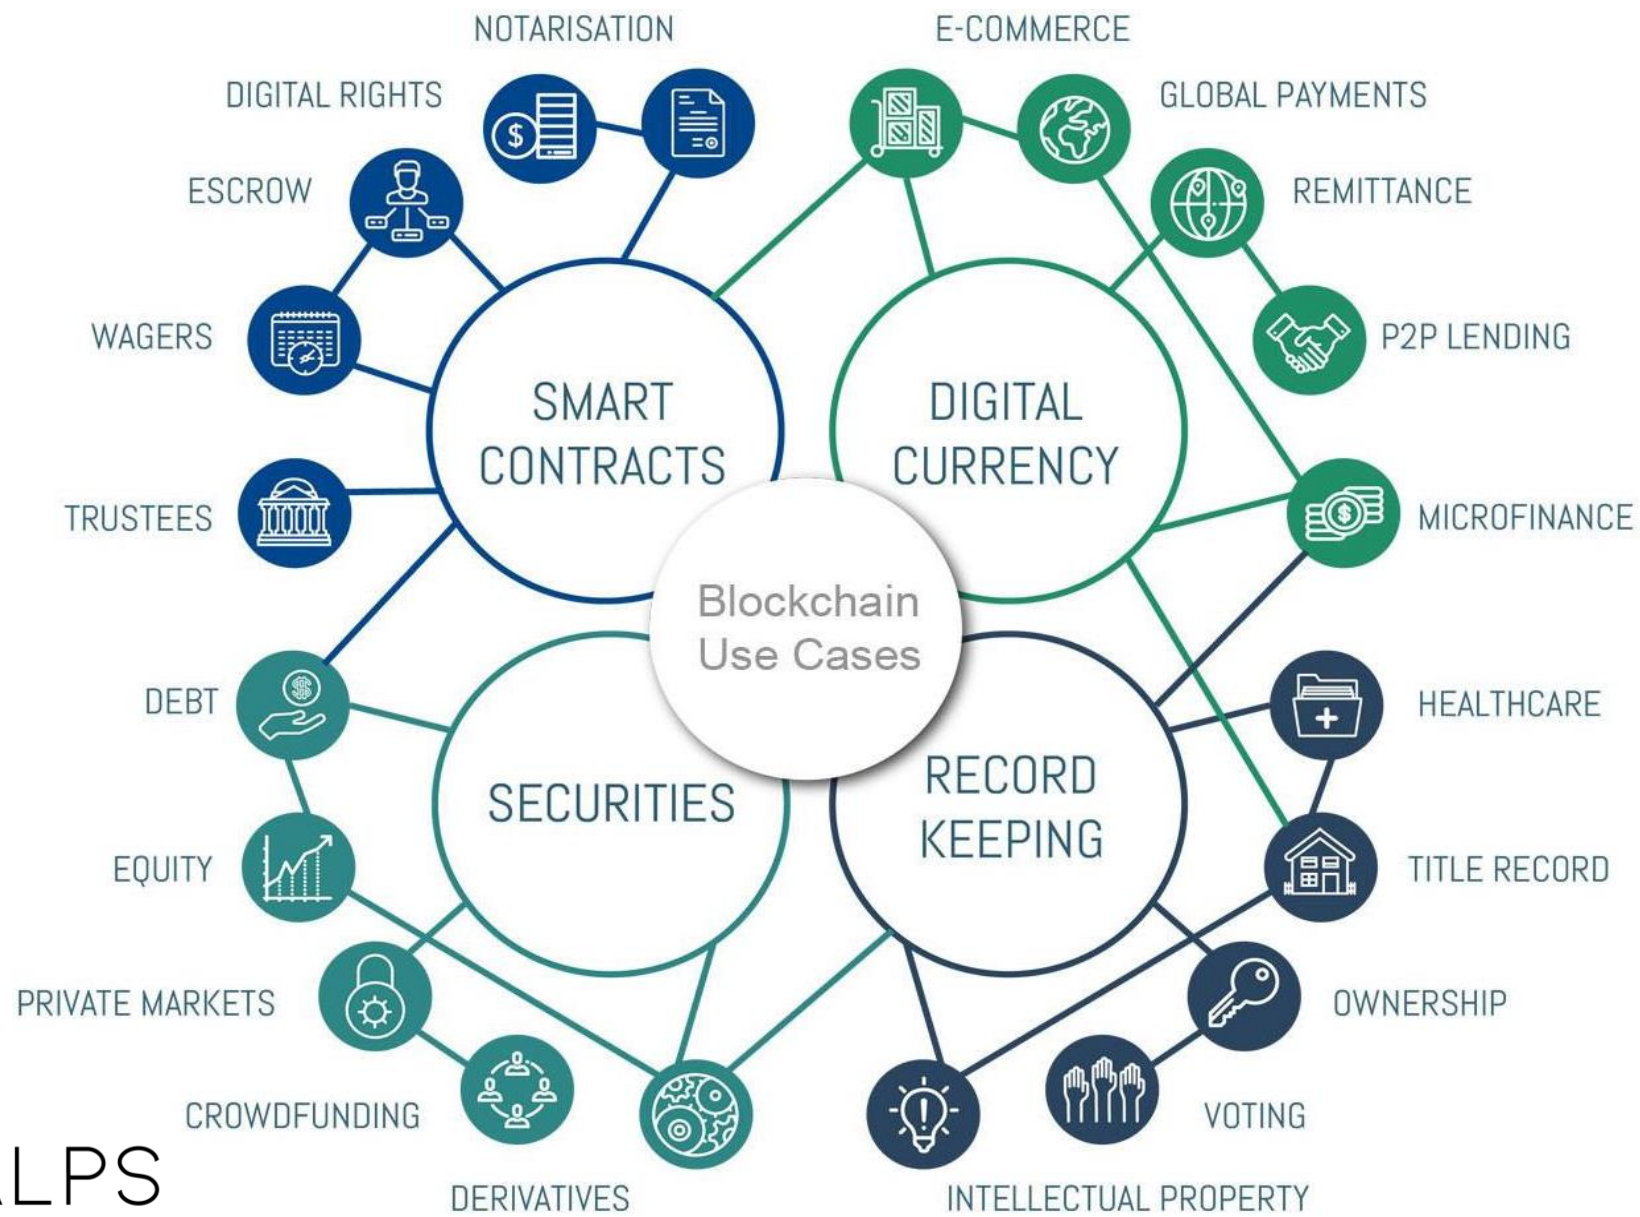 NOTARISATION
E-COMMERCE
DIGITAL RIGHTS
GLOBAL PAYMENTS
ESCROW
REMITTANCE
WAGERS
P2P LENDING
SMART
CONTRACTS
DIGITAL
CURRENCY
TRUSTEES
MICROFINANCE
Blockchain
Use Cases
DEBT
HEALTHCARE
SECURITIES
RECORD
KEEPING
EQUITY
TITLE RECORD
PRIVATE MARKETS
OWNERSHIP
CROWDFUNDING
VOTING
ALPS
DERIVATIVES
INTELLECTUAL PROPERTY